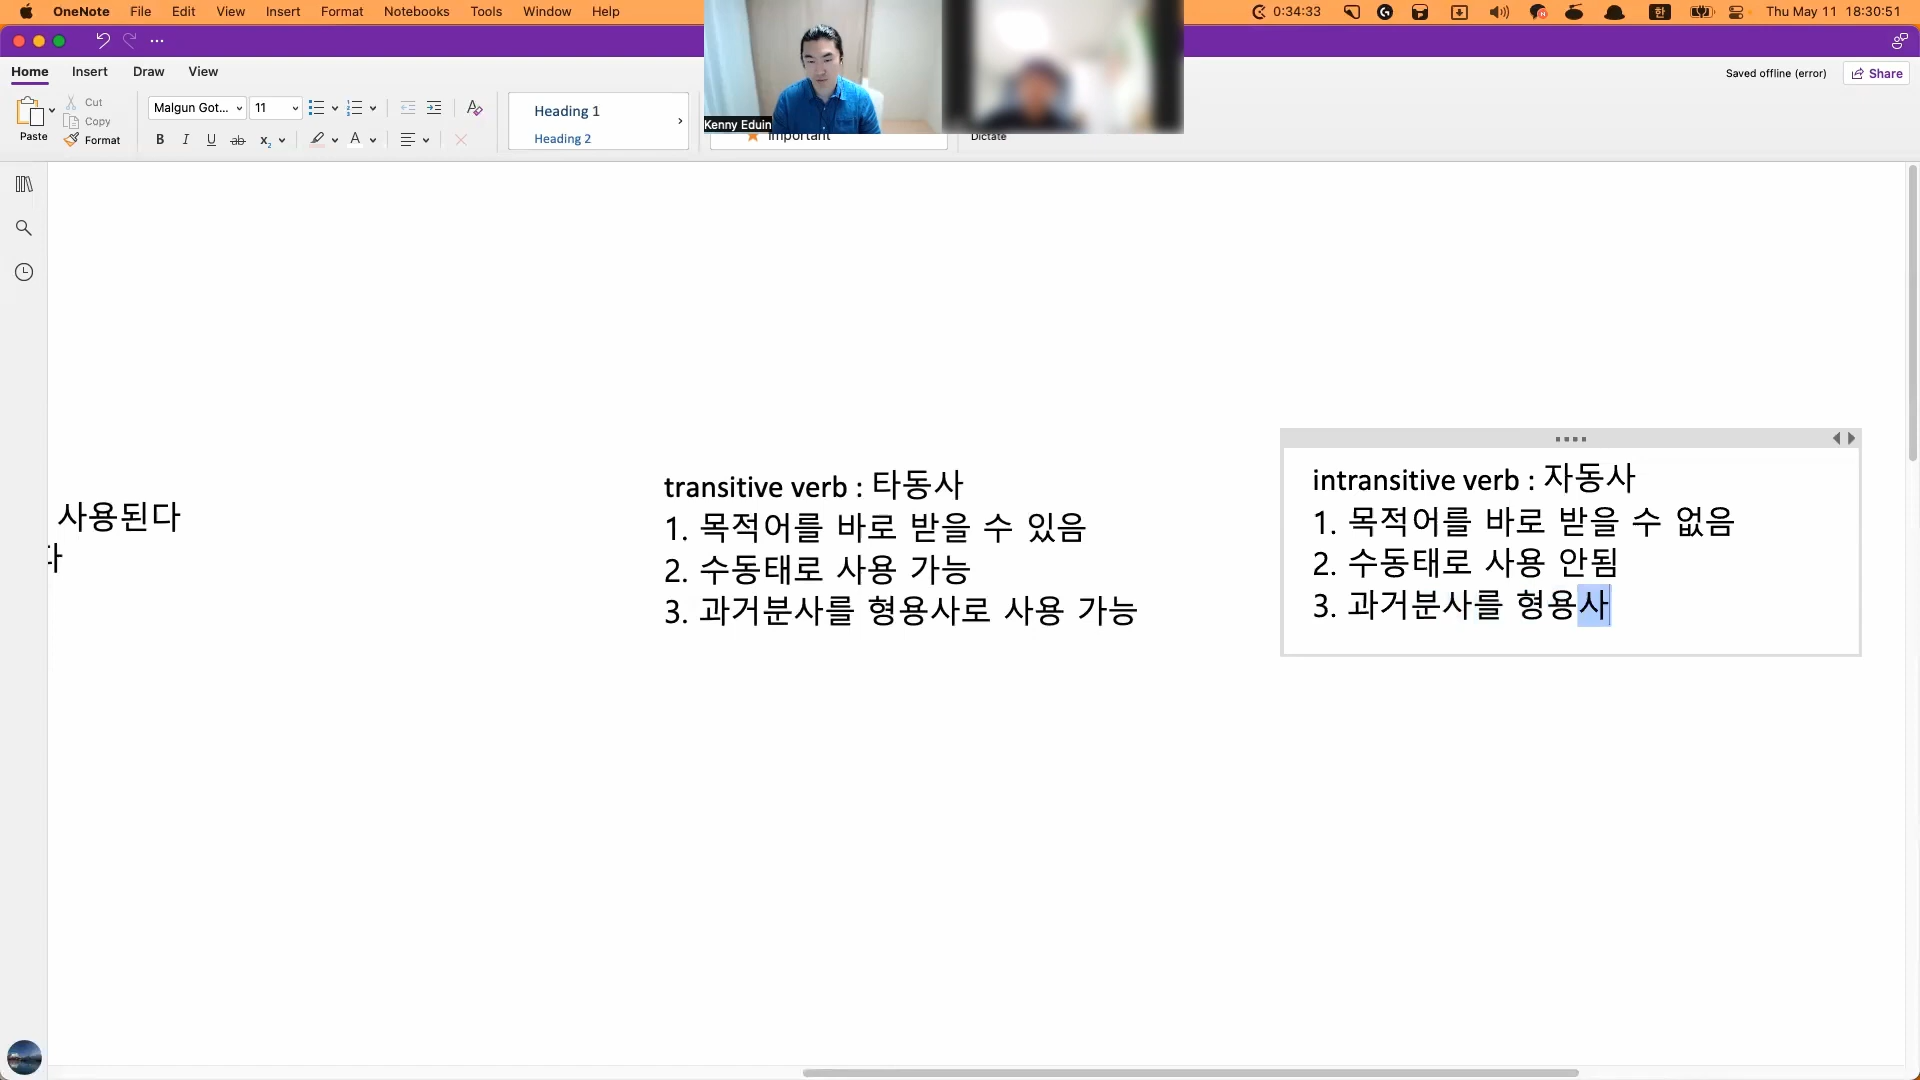 OneNote File Edit View Insert Format Notebooks Tools Window Help
0:34:33 한 Thu May 11 18:30:51
Home Insert Draw View
Saved offline (error) Share
Paste
Cut
Copy
Format
Malgun Got... 11
B I U ab x₂ A
Heading 1
Heading 2
Important
Dictate
Kenny Eduin
사용된다
다
transitive verb : 타동사
1. 목적어를 바로 받을 수 있음
2. 수동태로 사용 가능
3. 과거분사를 형용사로 사용 가능
intransitive verb : 자동사
1. 목적어를 바로 받을 수 없음
2. 수동태로 사용 안됨
3. 과거분사를 형용사